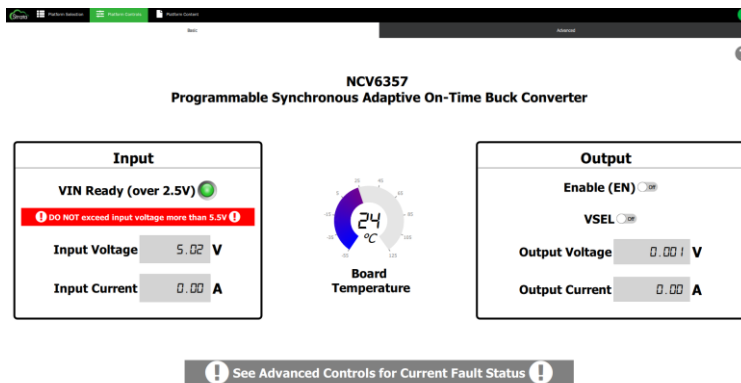 Strata Platform Selection Platform Controls Platform Content
Basic Advanced
NCV6357
Programmable Synchronous Adaptive On-Time Buck Converter
Input
VIN Ready (over 2.5V)
DO NOT exceed input voltage more than 5.5V
Input Voltage 5.02 V
Input Current 0.00 A
24
°C
Board
Temperature
Output
Enable (EN) Off
VSEL Off
Output Voltage 0.001 V
Output Current 0.00 A
! See Advanced Controls for Current Fault Status !